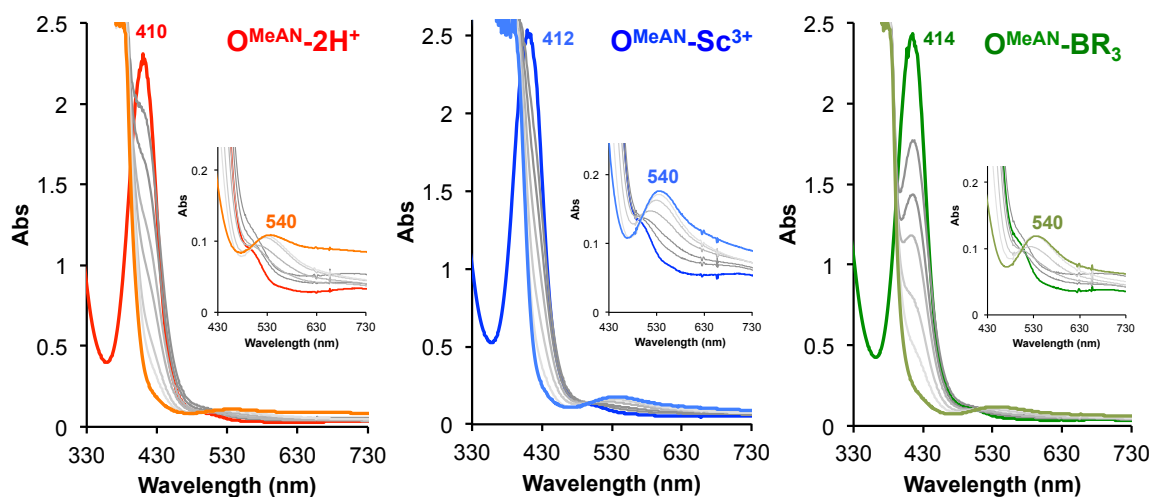 O^MeAN-2H⁺
410
2.5
2
1.5
1
0.5
0
Abs
330 430 530 630 730
Wavelength (nm)
540
0.2
0.1
0
Abs
430 530 630 730
Wavelength (nm)
O^MeAN-Sc³⁺
412
2.5
2
1.5
1
0.5
0
Abs
330 430 530 630 730
Wavelength (nm)
540
0.2
0.1
0
Abs
430 530 630 730
Wavelength (nm)
O^MeAN-BR₃
414
2.5
2
1.5
1
0.5
0
Abs
330 430 530 630 730
Wavelength (nm)
540
0.2
0.1
0
Abs
430 530 630 730
Wavelength (nm)